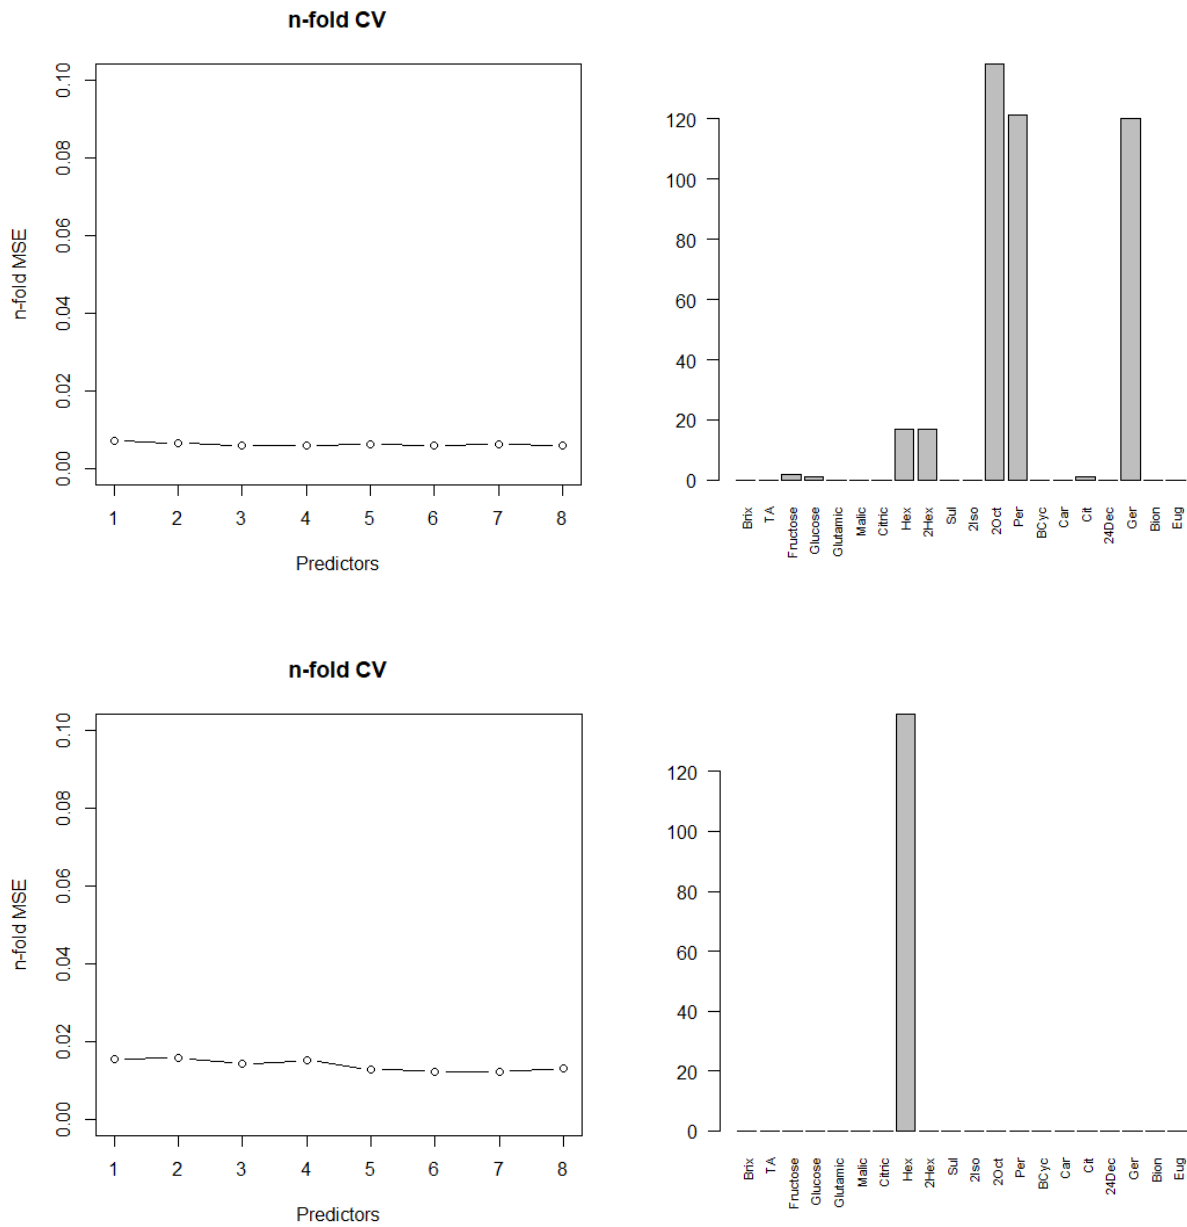 n-fold CV
n-fold MSE
0.10
0.08
0.06
0.04
0.02
0.00
1 2 3 4 5 6 7 8
Predictors
120
100
80
60
40
20
0
Brix TA Fructose Glucose Glutamic Malic Citric Hex 2Hex Sul 2Iso 2Oct Per BCyc Car Cit 24Dec Ger Bion Eug
n-fold CV
n-fold MSE
0.10
0.08
0.06
0.04
0.02
0.00
1 2 3 4 5 6 7 8
Predictors
120
100
80
60
40
20
0
Brix TA Fructose Glucose Glutamic Malic Citric Hex 2Hex Sul 2Iso 2Oct Per BCyc Car Cit 24Dec Ger Bion Eug